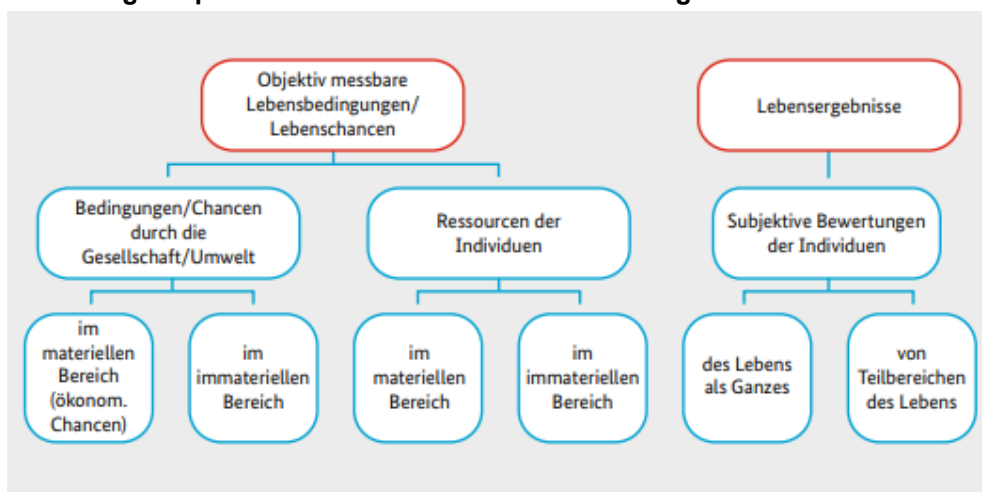 Objektiv messbare
Lebensbedingungen/
Lebenschancen
Lebensergebnisse
Bedingungen/Chancen
durch die
Gesellschaft/Umwelt
Ressourcen der
Individuen
Subjektive Bewertungen
der Individuen
im
materiellen
Bereich
(ökonom.
Chancen)
im
immateriellen
Bereich
im
materiellen
Bereich
im
immateriellen
Bereich
des Lebens
als Ganzes
von
Teilbereichen
des Lebens